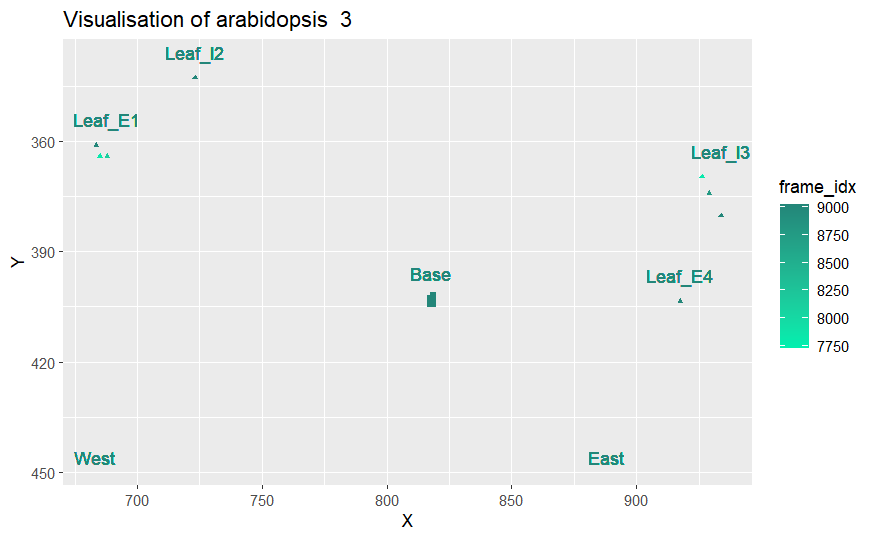 Visualisation of arabidopsis  3
Leaf_I2
Leaf_E1
Leaf_I3
Base
Leaf_E4
West
East
360
390
420
450
Y
700
750
800
850
900
X
frame_idx
9000
8750
8500
8250
8000
7750